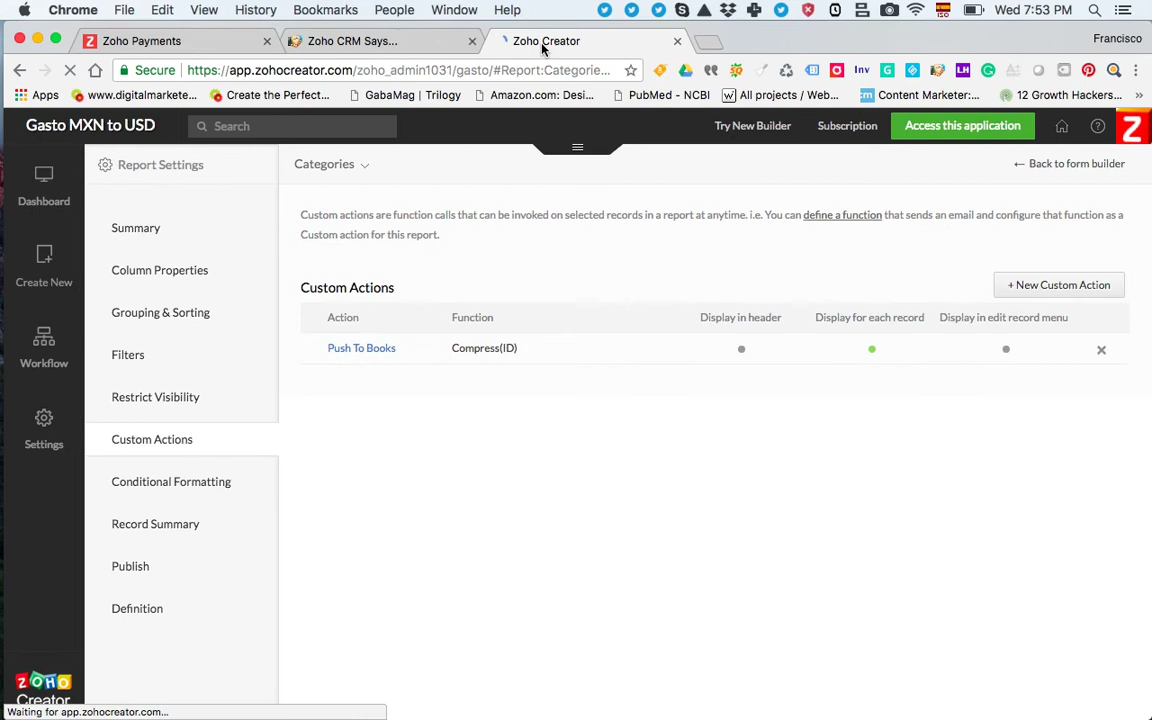 Chrome File Edit View History Bookmarks People Window Help Wed 7:53 PM
Zoho Payments Zoho CRM Says... Zoho Creator Francisco
Secure https://app.zohocreator.com/zoho_admin1031/gasto/#Report:Categorie...
Apps www.digitalmarkete... Create the Perfect... GabaMag | Trilogy Amazon.com: Desi... PubMed - NCBI All projects / Web... Content Marketer:... 12 Growth Hackers... »
Gasto MXN to USD Search Try New Builder Subscription Access this application
Report Settings Categories ← Back to form builder
Dashboard
Create New
Workflow
Settings
Summary
Column Properties
Grouping & Sorting
Filters
Restrict Visibility
Custom Actions
Conditional Formatting
Record Summary
Publish
Definition
Custom actions are function calls that can be invoked on selected records in a report at anytime. i.e. You can define a function that sends an email and configure that function as a
Custom action for this report.
Custom Actions + New Custom Action
Action Function Display in header Display for each record Display in edit record menu
Push To Books Compress(ID)
ZOHO
Creator
Waiting for app.zohocreator.com...